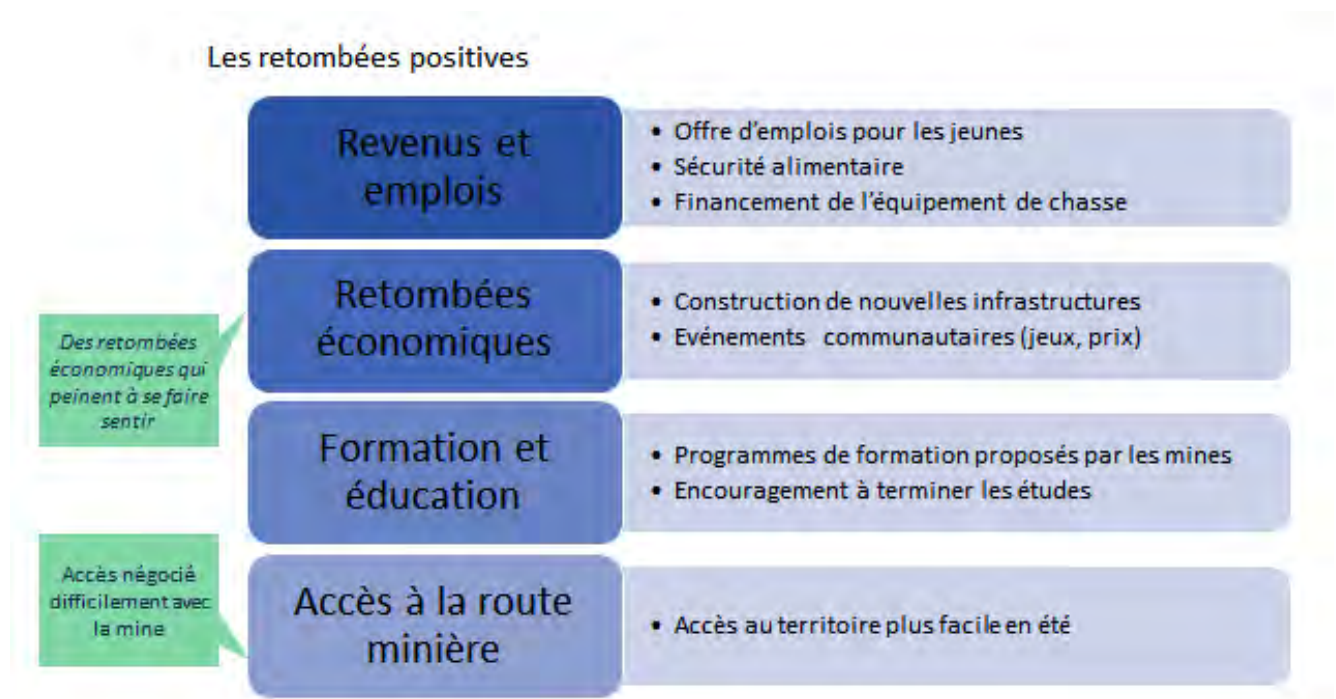 Les retombées positives
Revenus et
emplois
• Offre d'emplois pour les jeunes
• Sécurité alimentaire
• Financement de l'équipement de chasse
Des retombées
économiques qui
peinent à se faire
sentir
Retombées
économiques
• Construction de nouvelles infrastructures
• Evénements communautaires (jeux, prix)
Formation et
éducation
• Programmes de formation proposés par les mines
• Encouragement à terminer les études
Accès négocié
difficilement avec
la mine
Accès à la route
minière
• Accès au territoire plus facile en été